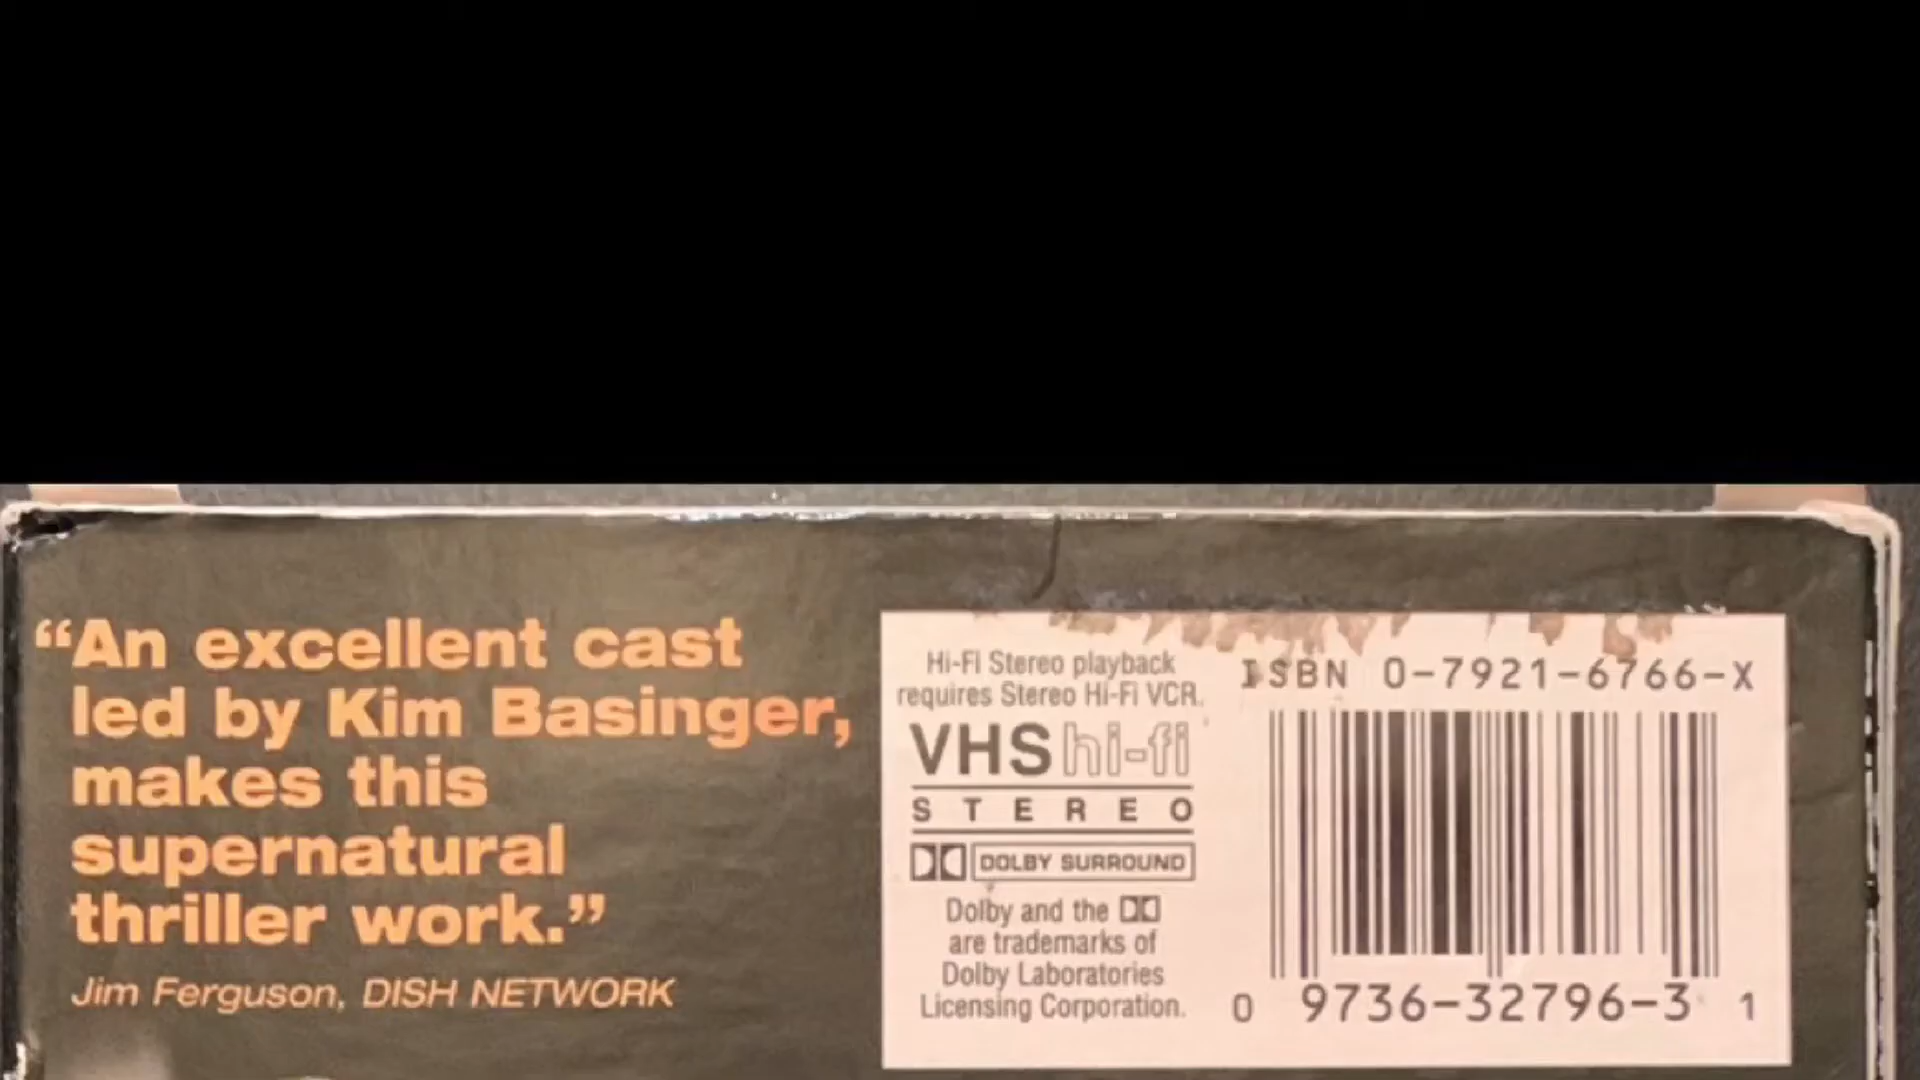 “An excellent cast
led by Kim Basinger,
makes this
supernatural
thriller work.”
Jim Ferguson, DISH NETWORK
Hi-Fi Stereo playback
requires Stereo Hi-Fi VCR.
VHS hi-fi
STEREO
DOLBY SURROUND
Dolby and the
are trademarks of
Dolby Laboratories
Licensing Corporation.
ISBN 0-7921-6766-X
0 9736-32796-3 1